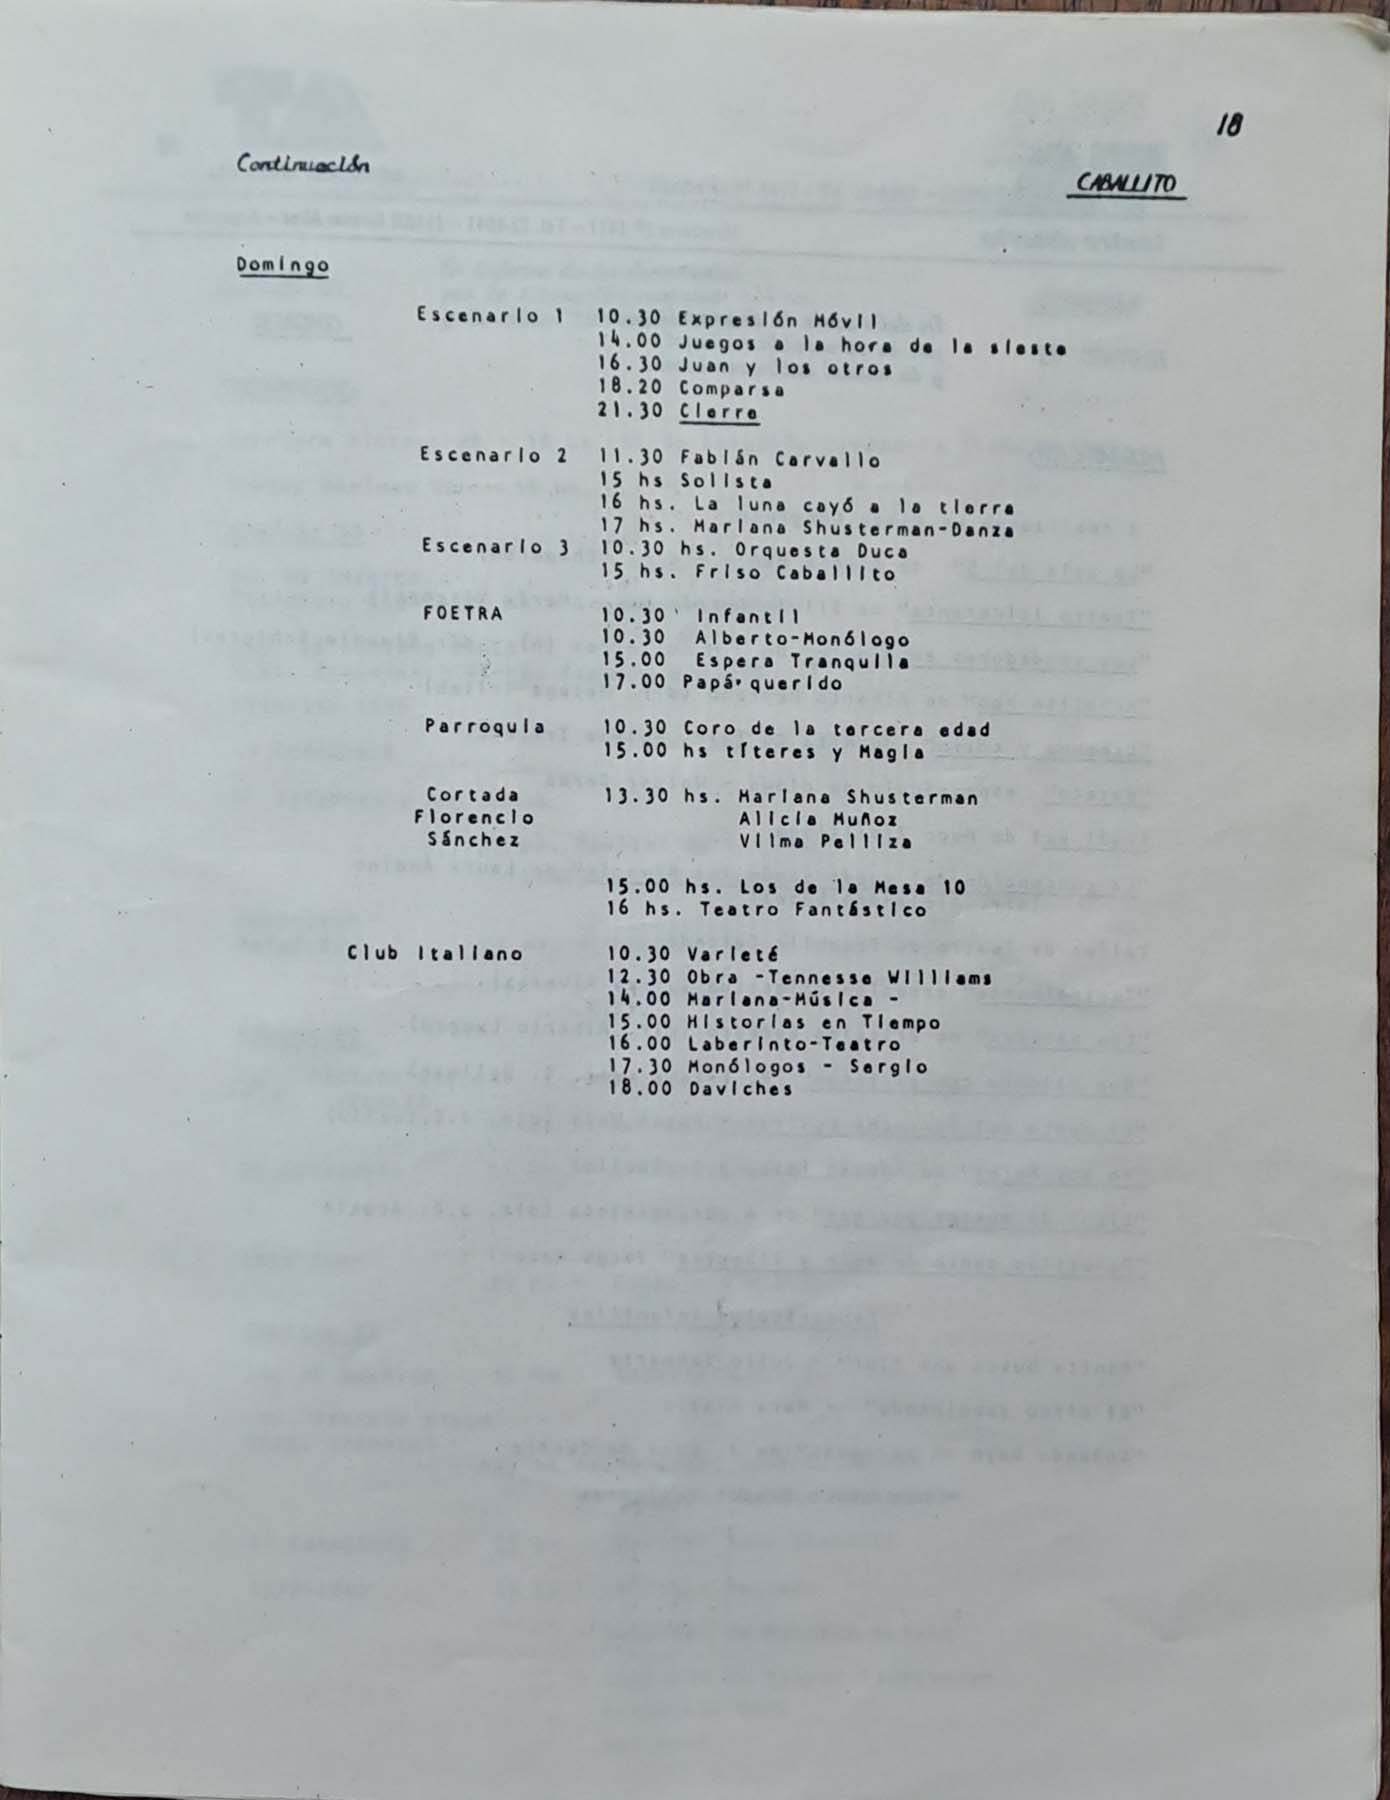 18
Continuación
CABALLITO
Domingo
Escenario 1 10.30 Expresión Móvil
14.00 Juegos a la hora de la siesta
16.30 Juan y los otros
18.20 Comparsa
21.30 Cierre
Escenario 2 11.30 Fabián Carvallo
15 hs Solista
16 hs. La luna cayó a la tierra
17 hs. Mariana Shusterman-Danza
Escenario 3 10.30 hs. Orquesta Duca
15 hs. Friso Caballito
FOETRA 10.30 Infantil
10.30 Alberto-Monólogo
15.00 Espera Tranquila
17.00 Papá querido
Parroquia 10.30 Coro de la tercera edad
15.00 hs títeres y Magia
Cortada 13.30 hs. Mariana Shusterman
Florencio Alicia Muñoz
Sánchez Vilma Pelliza
15.00 hs. Los de la Mesa 10
16 hs. Teatro Fantástico
Club Italiano 10.30 Varieté
12.30 Obra -Tennesse Williams
14.00 Mariana-Música -
15.00 Historias en Tiempo
16.00 Laberinto-Teatro
17.30 Monólogos - Sergio
18.00 Daviches